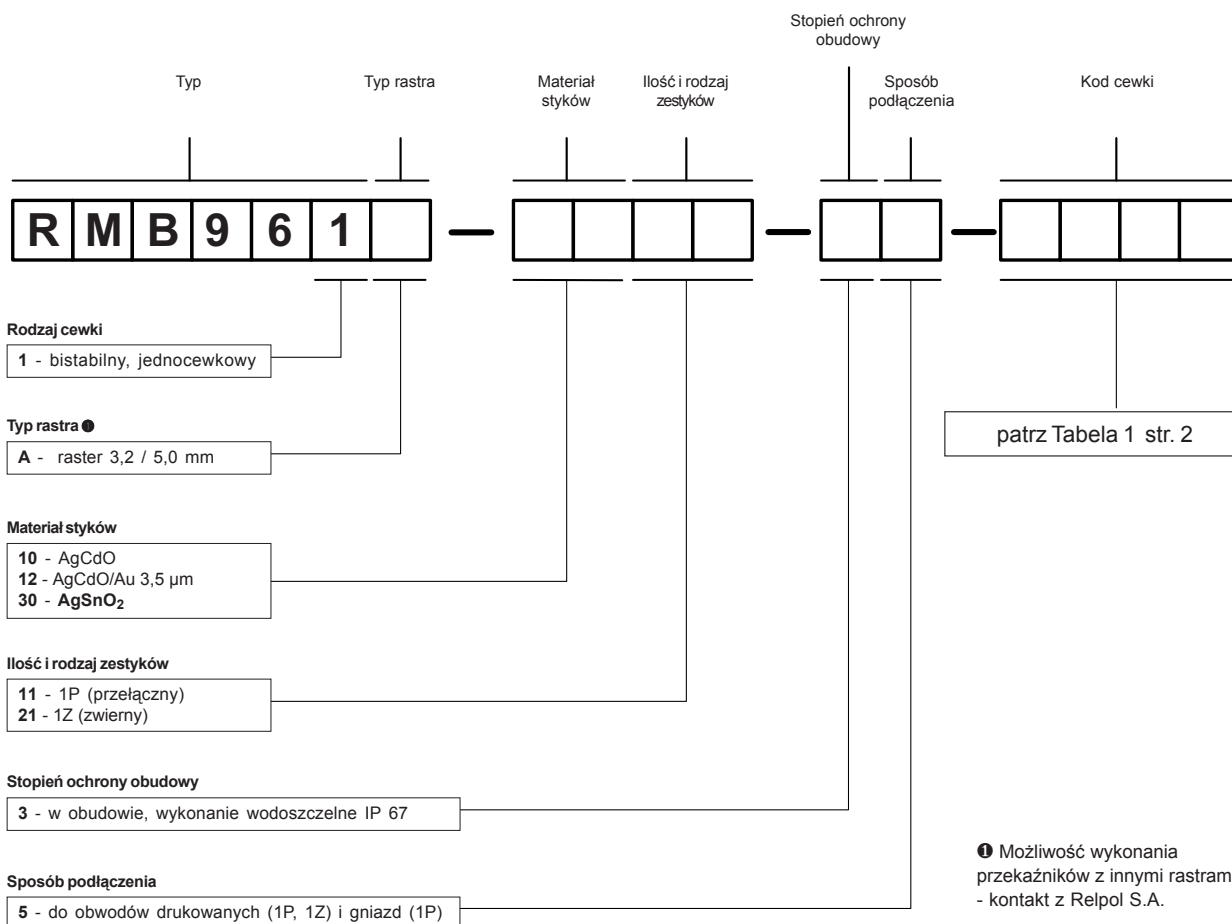 Stopień ochrony
obudowy
Typ
Typ rastra
Materiał
styków
Ilość i rodzaj
zestyków
Sposób
podłączenia
Kod cewki
R M B 9 6 1 — — —
Rodzaj cewki
1 - bistabilny, jednocewkowy
Typ rastra ❶
A - raster 3,2 / 5,0 mm
patrz Tabela 1 str. 2
Materiał styków
10 - AgCdO
12 - AgCdO/Au 3,5 µm
30 - AgSnO₂
Ilość i rodzaj zestyków
11 - 1P (przełączny)
21 - 1Z (zwierny)
Stopień ochrony obudowy
3 - w obudowie, wykonanie wodoszczelne IP 67
Sposób podłączenia
5 - do obwodów drukowanych (1P, 1Z) i gniazd (1P)
❶ Możliwość wykonania
przekaźników z innymi rastram
- kontakt z Relpol S.A.